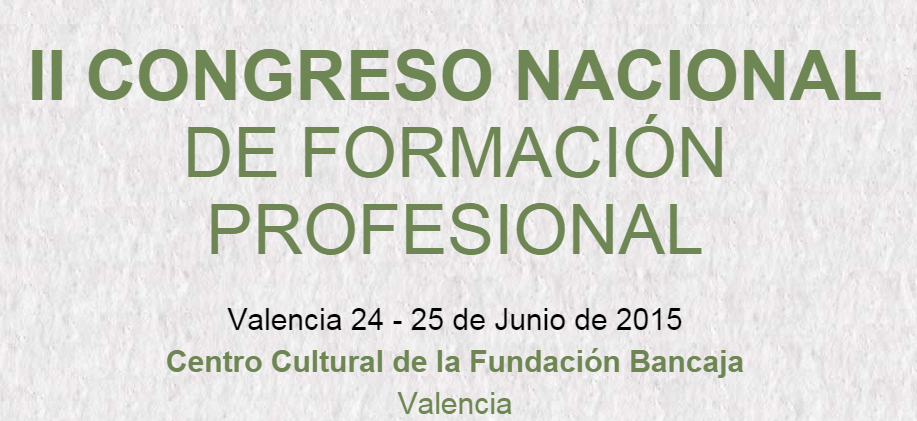 II CONGRESO NACIONAL
DE FORMACIÓN
PROFESIONAL
Valencia 24 - 25 de Junio de 2015
Centro Cultural de la Fundación Bancaja
Valencia